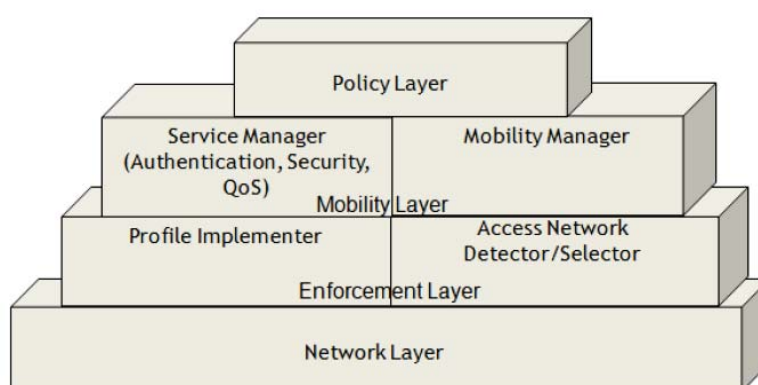 Policy Layer
Service Manager
(Authentication, Security,
QoS)
Mobility Manager
Mobility Layer
Profile Implementer
Access Network
Detector/Selector
Enforcement Layer
Network Layer